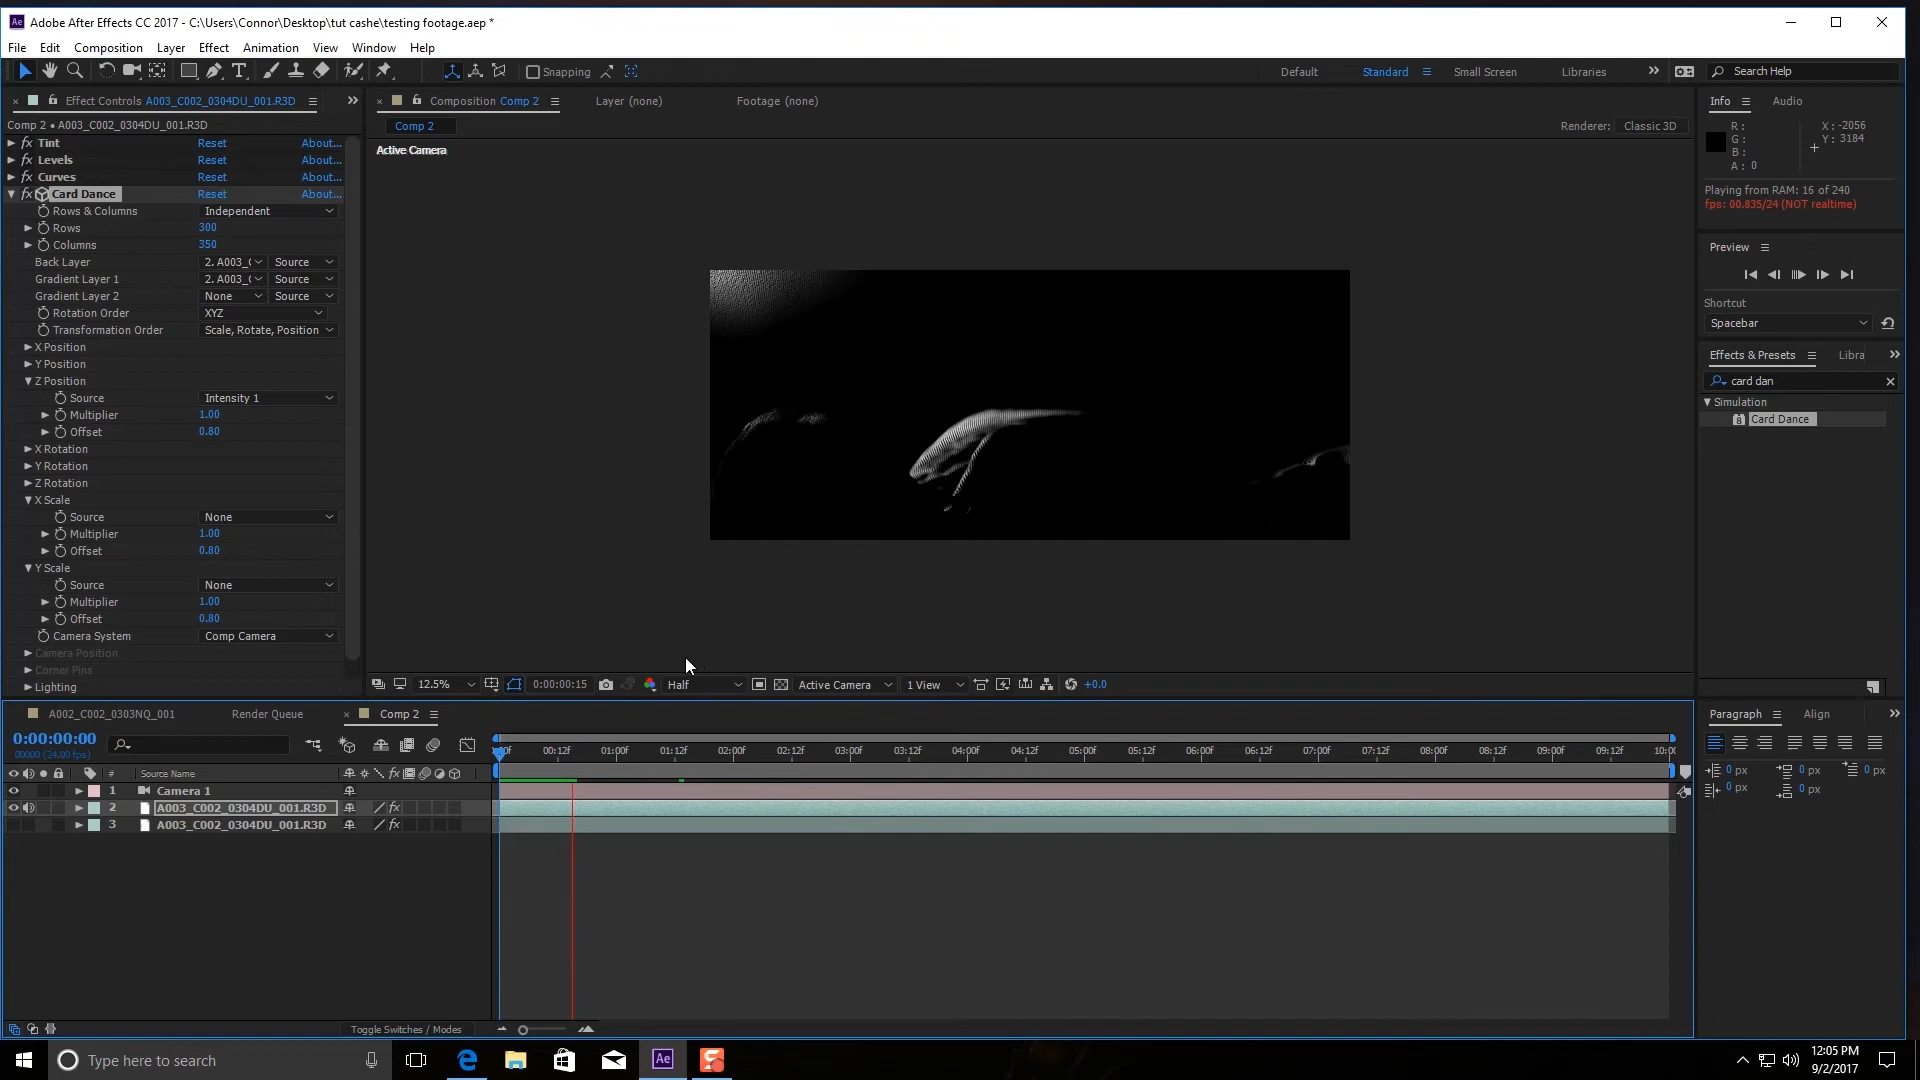 Adobe After Effects CC 2017 - C:\Users\Connor\Desktop\tut cashe\testing footage.aep *
File Edit Composition Layer Effect Animation View Window Help
Snapping
Default Standard Small Screen Libraries Search Help
Effect Controls A003_C002_0304DU_001.R3D
Composition Comp 2
Layer (none)
Footage (none)
Info Audio
Comp 2 • A003_C002_0304DU_001.R3D
Comp 2
Renderer: Classic 3D
Active Camera
R :
G :
B :
A : 0
X : -2056
Y : 3184
Playing from RAM: 16 of 240
fps: 00.835/24 (NOT realtime)
fx Tint Reset About...
fx Levels Reset About...
fx Curves Reset About...
fx Card Dance Reset About...
Rows & Columns Independent
Rows 300
Columns 350
Back Layer 2. A003_( Source
Gradient Layer 1 2. A003_( Source
Gradient Layer 2 None Source
Rotation Order XYZ
Transformation Order Scale, Rotate, Position
X Position
Y Position
Z Position
Source Intensity 1
Multiplier 1.00
Offset 0.80
X Rotation
Y Rotation
Z Rotation
X Scale
Source None
Multiplier 1.00
Offset 0.80
Y Scale
Source None
Multiplier 1.00
Offset 0.80
Camera System Comp Camera
Camera Position
Corner Pins
Lighting
Preview
Shortcut
Spacebar
Effects & Presets Libra
card dan
Simulation
Card Dance
12.5% 0:00:00:15 Half Active Camera 1 View +0.0
A002_C002_0303NQ_001 Render Queue Comp 2
0:00:00:00
00000 (24.00 fps)
00:12f 01:00f 01:12f 02:00f 02:12f 03:00f 03:12f 04:00f 04:12f 05:00f 05:12f 06:00f 06:12f 07:00f 07:12f 08:00f 08:12f 09:00f 09:12f 10:00
# Source Name fx
1 Camera 1
2 A003_C002_0304DU_001.R3D fx
3 A003_C002_0304DU_001.R3D fx
Paragraph Align
0 px 0 px 0 px
0 px 0 px
Toggle Switches / Modes
Type here to search
Ae
12:05 PM
9/2/2017